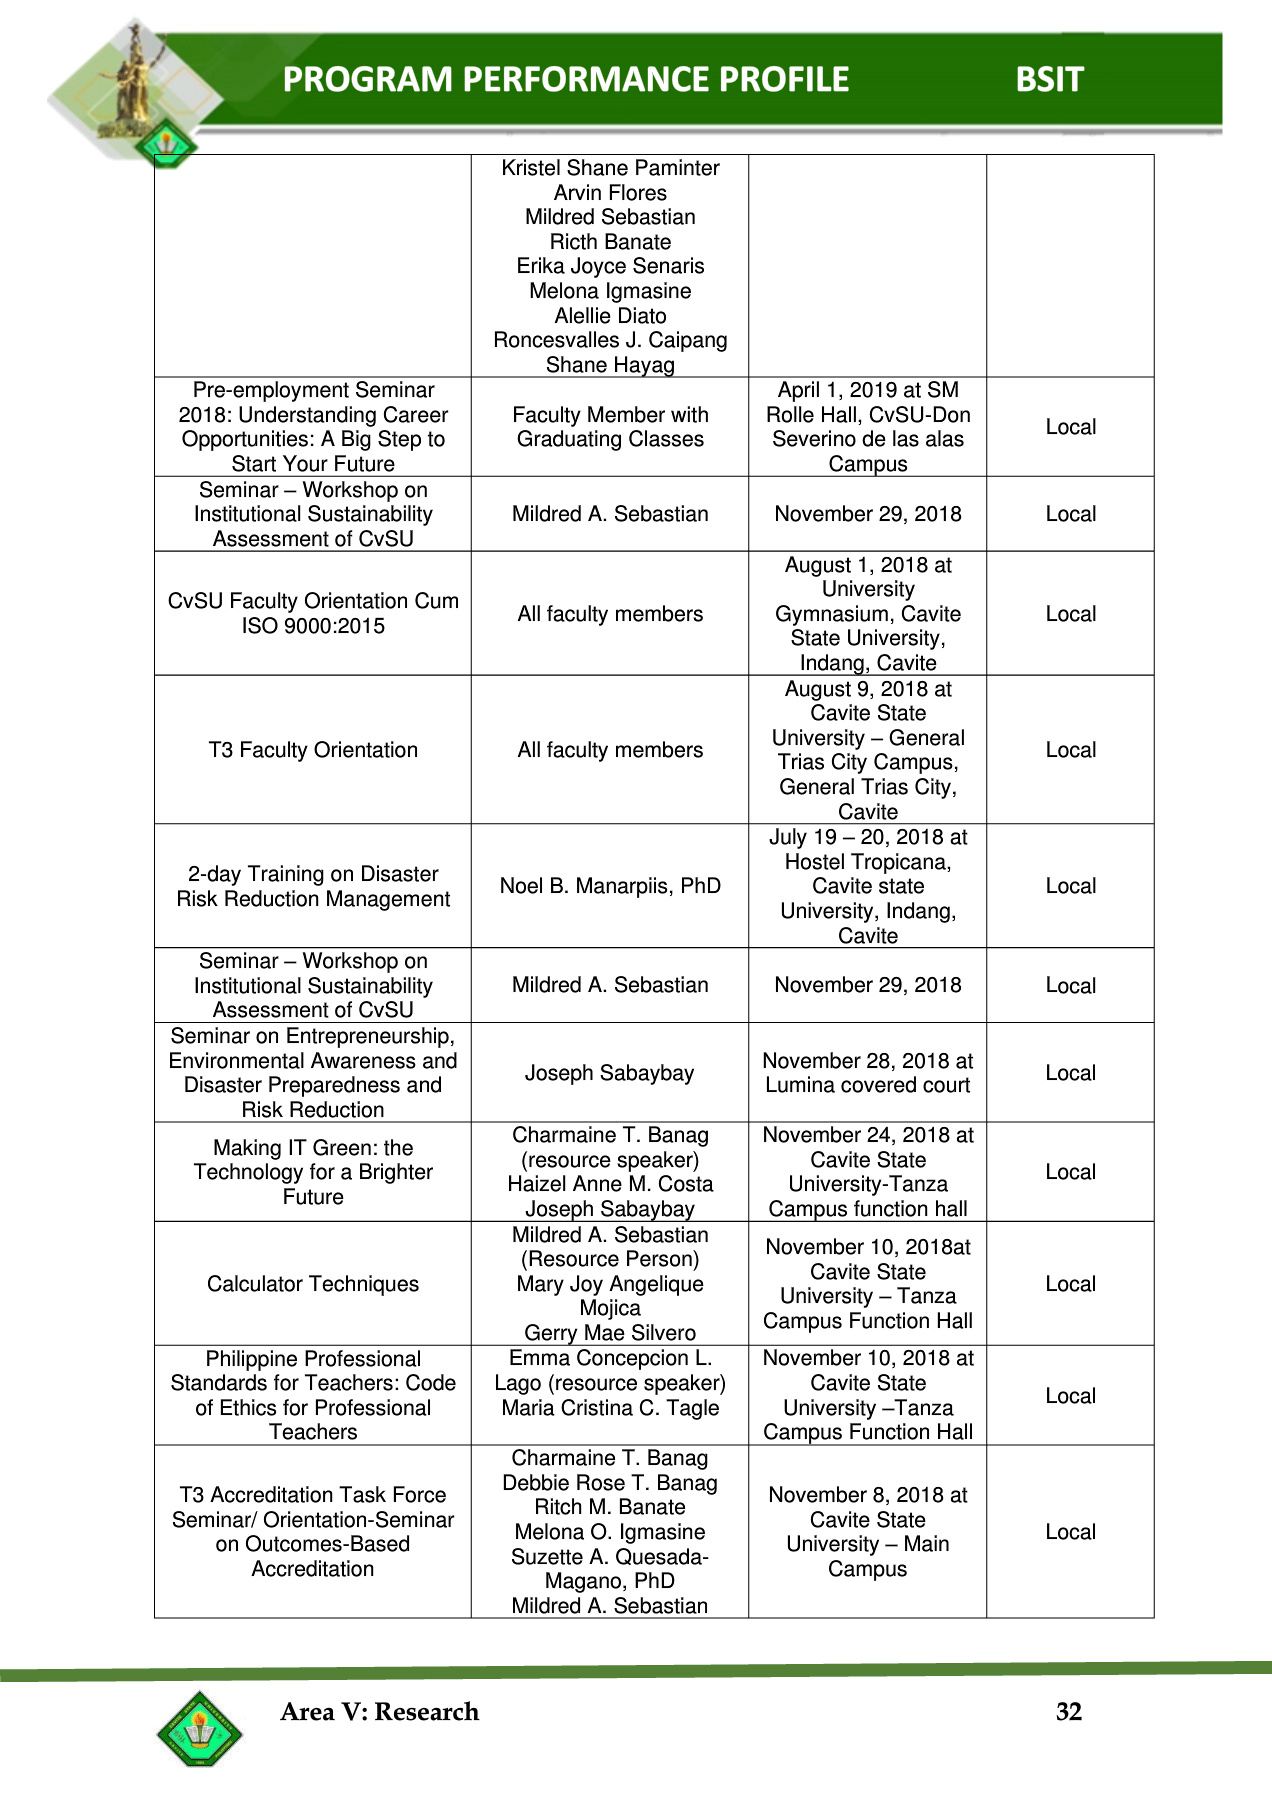 PROGRAM PERFORMANCE PROFILE BSIT
Kristel Shane Paminter
Arvin Flores
Mildred Sebastian
Ricth Banate
Erika Joyce Senaris
Melona Igmasine
Alellie Diato
Roncesvalles J. Caipang
Shane Hayag
Pre-employment Seminar
2018: Understanding Career
Opportunities: A Big Step to
Start Your Future
Faculty Member with
Graduating Classes
April 1, 2019 at SM
Rolle Hall, CvSU-Don
Severino de las alas
Campus
Local
Seminar – Workshop on
Institutional Sustainability
Assessment of CvSU
Mildred A. Sebastian
November 29, 2018
Local
CvSU Faculty Orientation Cum
ISO 9000:2015
All faculty members
August 1, 2018 at
University
Gymnasium, Cavite
State University,
Indang, Cavite
Local
T3 Faculty Orientation
All faculty members
August 9, 2018 at
Cavite State
University – General
Trias City Campus,
General Trias City,
Cavite
Local
2-day Training on Disaster
Risk Reduction Management
Noel B. Manarpiis, PhD
July 19 – 20, 2018 at
Hostel Tropicana,
Cavite state
University, Indang,
Cavite
Local
Seminar – Workshop on
Institutional Sustainability
Assessment of CvSU
Mildred A. Sebastian
November 29, 2018
Local
Seminar on Entrepreneurship,
Environmental Awareness and
Disaster Preparedness and
Risk Reduction
Joseph Sabaybay
November 28, 2018 at
Lumina covered court
Local
Making IT Green: the
Technology for a Brighter
Future
Charmaine T. Banag
(resource speaker)
Haizel Anne M. Costa
Joseph Sabaybay
November 24, 2018 at
Cavite State
University-Tanza
Campus function hall
Local
Calculator Techniques
Mildred A. Sebastian
(Resource Person)
Mary Joy Angelique
Mojica
Gerry Mae Silvero
November 10, 2018at
Cavite State
University – Tanza
Campus Function Hall
Local
Philippine Professional
Standards for Teachers: Code
of Ethics for Professional
Teachers
Emma Concepcion L.
Lago (resource speaker)
Maria Cristina C. Tagle
November 10, 2018 at
Cavite State
University –Tanza
Campus Function Hall
Local
T3 Accreditation Task Force
Seminar/ Orientation-Seminar
on Outcomes-Based
Accreditation
Charmaine T. Banag
Debbie Rose T. Banag
Ritch M. Banate
Melona O. Igmasine
Suzette A. Quesada-
Magano, PhD
Mildred A. Sebastian
November 8, 2018 at
Cavite State
University – Main
Campus
Local
Area V: Research 32